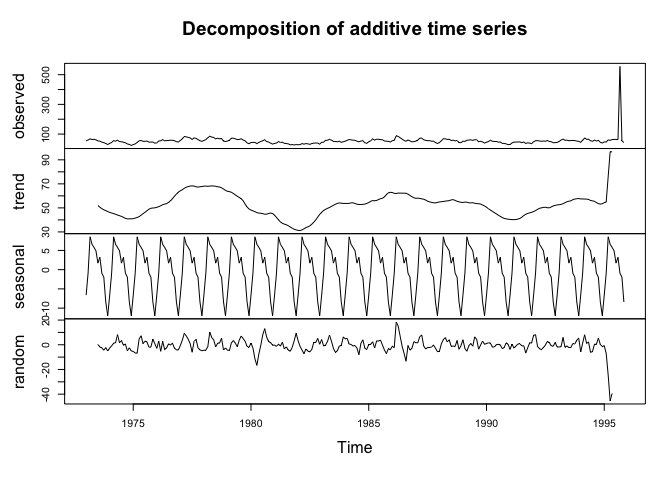 Decomposition of additive time series
observed
100 300 500
trend
30 50 70 90
seasonal
-10 0 5
random
-40 -20 0 20
1975 1980 1985 1990 1995
Time